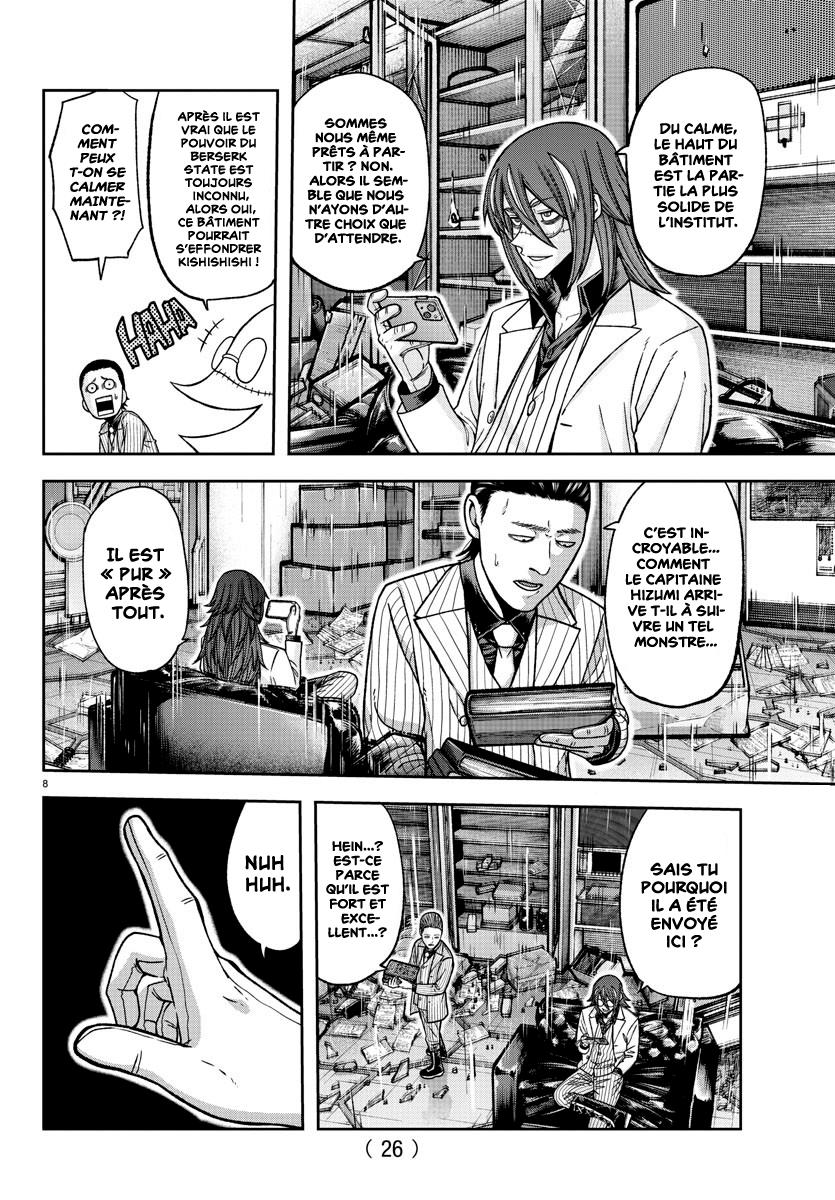 DU CALME,
LE HAUT DU
BÂTIMENT
EST LA PAR-
TIE LA PLUS
SOLIDE DE
L'INSTITUT.
SOMMES
NOUS MÊME
PRÊTS À PAR-
TIR ? NON.
ALORS IL SEM-
BLE QUE NOUS
N'AYONS D'AU-
TRE CHOIX QUE
D'ATTENDRE.
APRÈS IL EST
VRAI QUE LE
POUVOIR DU
BERSERK
STATE EST
TOUJOURS
INCONNU,
ALORS OUI,
CE BÂTIMENT
POURRAIT
S'EFFONDRER
KISHISHISHI !
COM-
MENT
PEUX
T-ON SE
CALMER
MAINTE-
NANT ?!
HAHA
C'EST IN-
CROYABLE...
COMMENT
LE CAPITAINE
HIZUMI ARRIVE
T-IL À SUI-
VRE UN TEL
MONSTRE...
IL EST
« PUR »
APRÈS
TOUT.
8
SAIS TU
POURQUOI
IL A ÉTÉ
ENVOYÉ
ICI ?
HEIN...?
EST-CE
PARCE
QU'IL EST
FORT ET
EXCE-
LLENT...?
NUH
HUH.
( 26 )